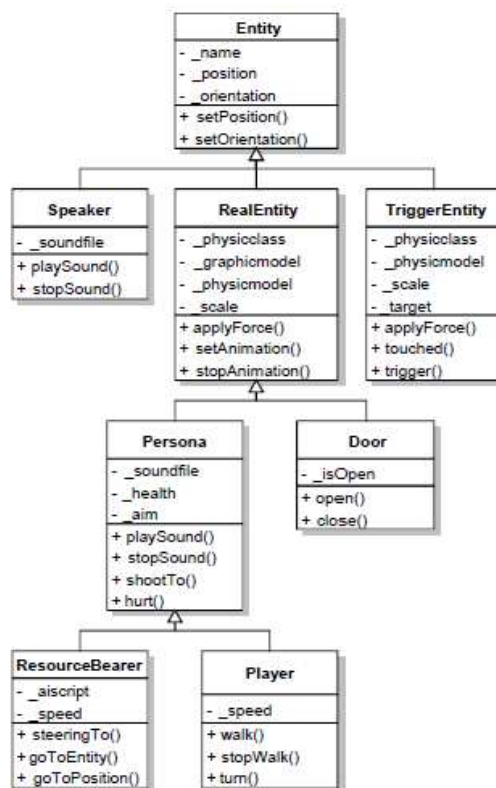 Entity
- _name
- _position
- _orientation
+ setPosition()
+ setOrientation()
Speaker
- _soundfile
+ playSound()
+ stopSound()
RealEntity
- _physicclass
- _graphicmodel
- _physicmodel
- _scale
+ applyForce()
+ setAnimation()
+ stopAnimation()
TriggerEntity
- _physicclass
- _physicmodel
- _scale
- _target
+ applyForce()
+ touched()
+ trigger()
Persona
- _soundfile
- _health
- _aim
+ playSound()
+ stopSound()
+ shootTo()
+ hurt()
Door
- _isOpen
+ open()
+ close()
ResourceBearer
- _aiscript
- _speed
+ steeringTo()
+ goToEntity()
+ goToPosition()
Player
- _speed
+ walk()
+ stopWalk()
+ turn()